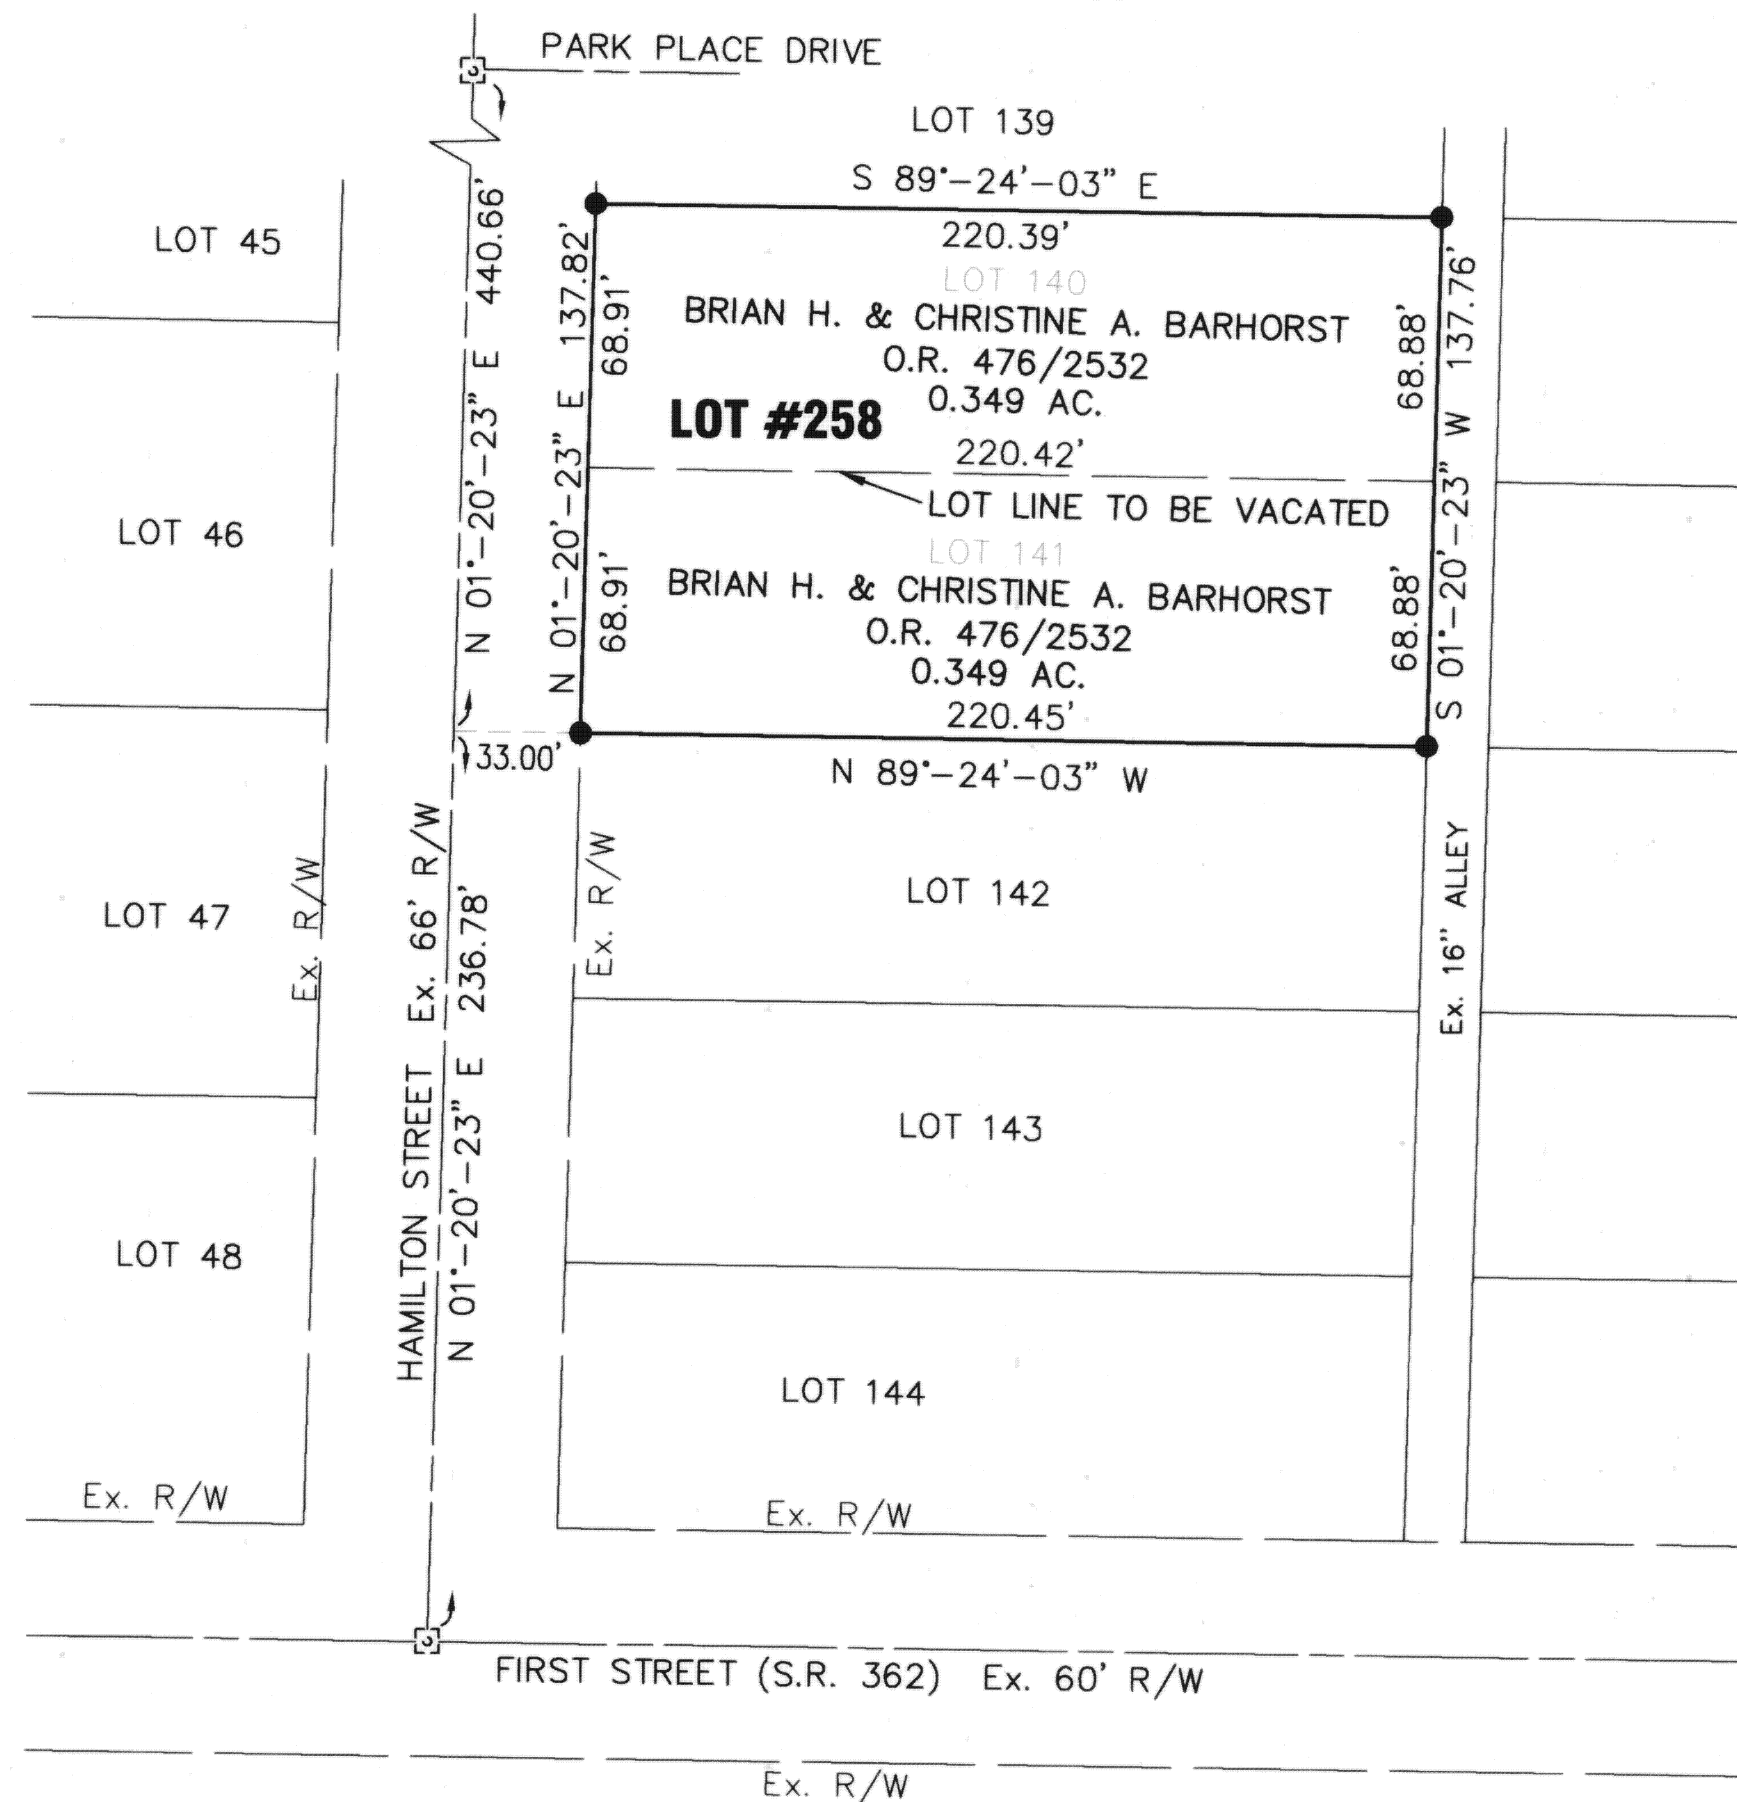 PARK PLACE DRIVE
LOT 139
S 89°-24'-03" E
220.39'
LOT 140
BRIAN H. & CHRISTINE A. BARHORST
O.R. 476/2532
0.349 AC.
LOT #258
220.42'
LOT LINE TO BE VACATED
LOT 141
BRIAN H. & CHRISTINE A. BARHORST
O.R. 476/2532
0.349 AC.
220.45'
N 89°-24'-03" W
N 01°-20'-23" E 440.66'
N 01°-20'-23" E 137.82'
68.91'
68.91'
68.88'
68.88'
S 01°-20'-23" W 137.76'
33.00'
LOT 45
LOT 46
LOT 47
LOT 48
Ex. R/W
HAMILTON STREET Ex. 66' R/W
N 01°-20'-23" E 236.78'
Ex. R/W
LOT 142
LOT 143
LOT 144
Ex. 16" ALLEY
Ex. R/W
Ex. R/W
FIRST STREET (S.R. 362) Ex. 60' R/W
Ex. R/W